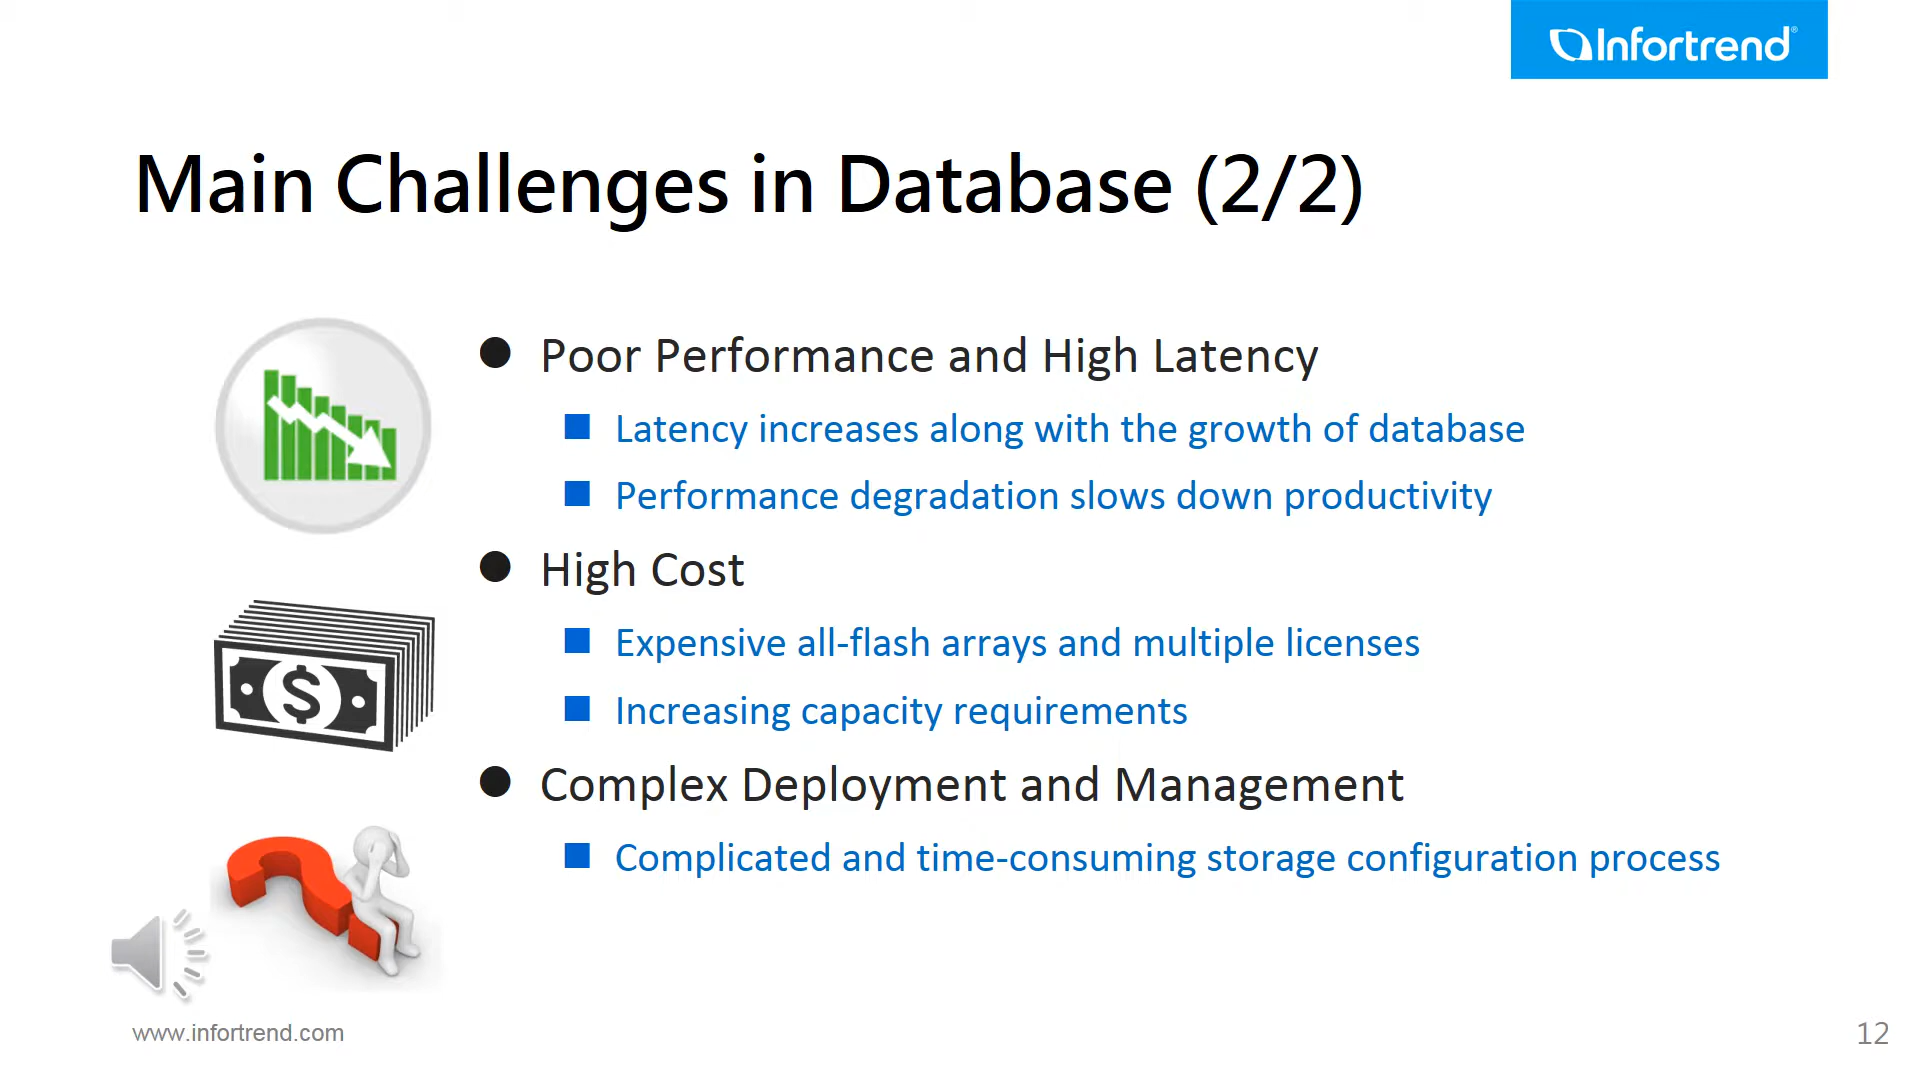 Infortrend®
Main Challenges in Database (2/2)
Poor Performance and High Latency
Latency increases along with the growth of database
Performance degradation slows down productivity
High Cost
$
Expensive all-flash arrays and multiple licenses
Increasing capacity requirements
Complex Deployment and Management
Complicated and time-consuming storage configuration process
www.infortrend.com
12